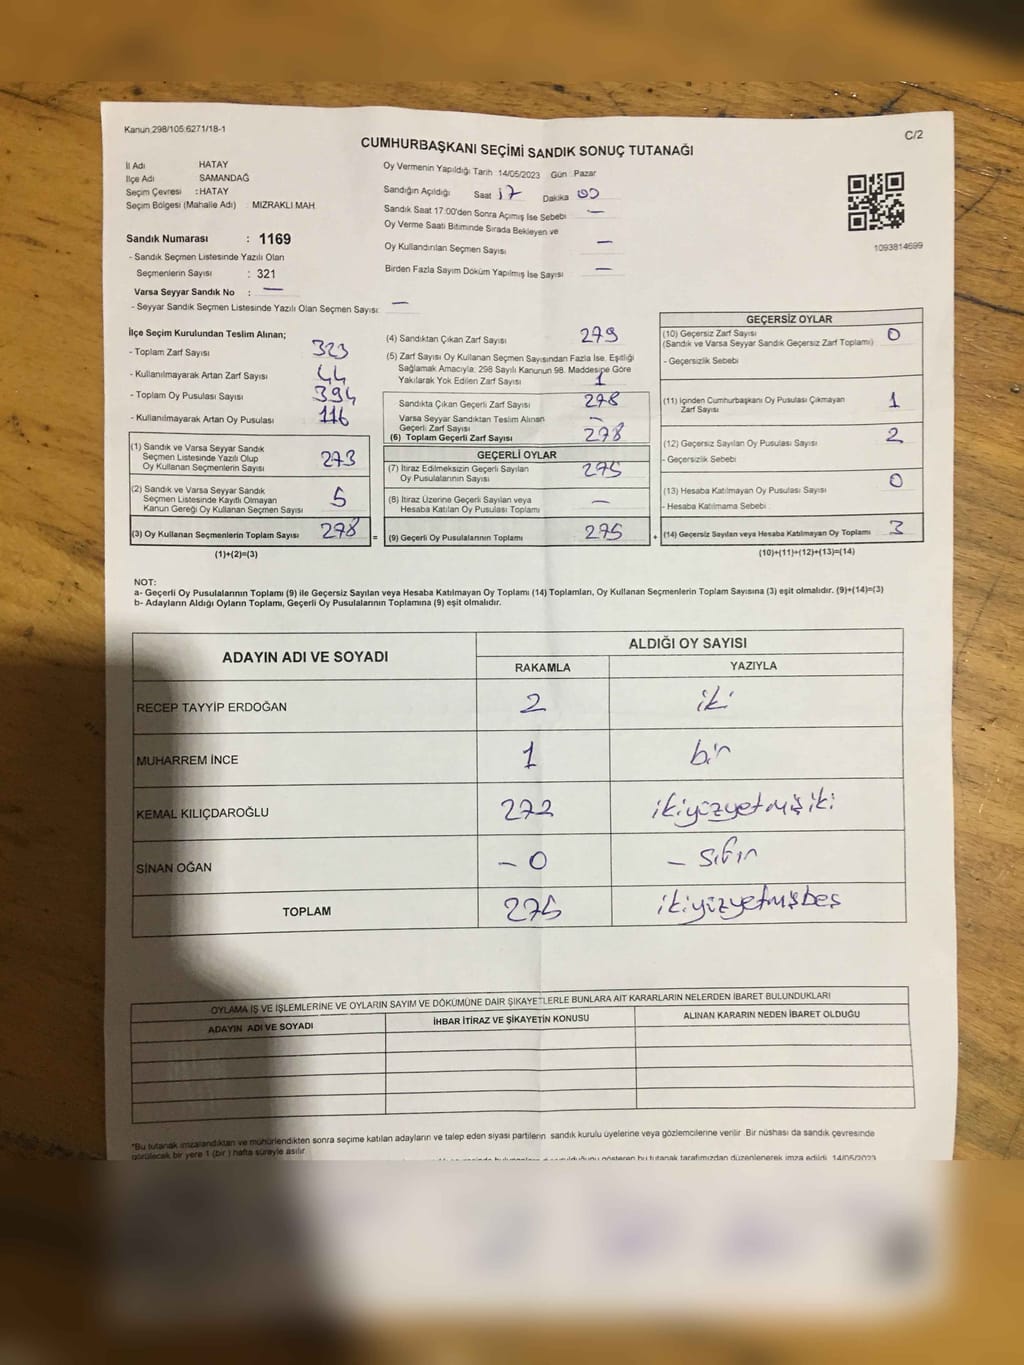 Kanun 298/105 6271/18-1
C/2
CUMHURBAŞKANI SEÇİMİ SANDIK SONUÇ TUTANAĞI
İl Adı HATAY
İlçe Adı SAMANDAĞ
Seçim Çevresi : HATAY
Seçim Bölgesi (Mahalle Adı) MIZRAKLI MAH.
Sandık Numarası : 1169
- Sandık Seçmen Listesinde Yazılı Olan
Seçmenlerin Sayısı : 321
Varsa Seyyar Sandık No : —
- Seyyar Sandık Seçmen Listesinde Yazılı Olan Seçmen Sayısı: —
Oy Vermenin Yapıldığı Tarih 14/05/2023 Gün Pazar
Sandığın Açıldığı Saat 17 Dakika 00
Sandık Saat 17:00'den Sonra Açımış İse Sebebi —
Oy Verme Saati Bitiminde Sırada Bekleyen ve
Oy Kullandırılan Seçmen Sayısı —
Birden Fazla Sayım Döküm Yapılmış İse Sayısı —
1093814699
İlçe Seçim Kurulundan Teslim Alınan;
- Toplam Zarf Sayısı 323
- Kullanılmayarak Artan Zarf Sayısı 44
- Toplam Oy Pusulası Sayısı 394
- Kullanılmayarak Artan Oy Pusulası 116
(1) Sandık ve Varsa Seyyar Sandık
Seçmen Listesinde Yazılı Olup
Oy Kullanan Seçmenlerin Sayısı 273
(2) Sandık ve Varsa Seyyar Sandık
Seçmen Listesinde Kayıtlı Olmayan
Kanun Gereği Oy Kullanan Seçmen Sayısı 5
(3) Oy Kullanan Seçmenlerin Toplam Sayısı 278 =
(1)+(2)=(3)
(4) Sandıktan Çıkan Zarf Sayısı 279
(5) Zarf Sayısı Oy Kullanan Seçmen Sayısından Fazla İse, Eşitliği
Sağlamak Amacıyla; 298 Sayılı Kanunun 98. Maddesine Göre
Yakılarak Yok Edilen Zarf Sayısı 1
Sandıkta Çıkan Geçerli Zarf Sayısı 278
Varsa Seyyar Sandıktan Teslim Alınan
Geçerli Zarf Sayısı —
(6) Toplam Geçerli Zarf Sayısı 278
GEÇERLİ OYLAR
(7) İtiraz Edilmeksizin Geçerli Sayılan
Oy Pusulalarının Sayısı 275
(8) İtiraz Üzerine Geçerli Sayılan veya
Hesaba Katılan Oy Pusulası Toplamı —
(9) Geçerli Oy Pusulalarının Toplamı 275 +
GEÇERSİZ OYLAR
(10) Geçersiz Zarf Sayısı
(Sandık ve Varsa Seyyar Sandık Geçersiz Zarf Toplamı) 0
- Geçersizlik Sebebi
(11) İçinden Cumhurbaşkanı Oy Pusulası Çıkmayan
Zarf Sayısı 1
(12) Geçersiz Sayılan Oy Pusulası Sayısı 2
- Geçersizlik Sebebi
(13) Hesaba Katılmayan Oy Pusulası Sayısı 0
- Hesaba Katılmama Sebebi
(14) Geçersiz Sayılan veya Hesaba Katılmayan Oy Toplamı 3
(10)+(11)+(12)+(13)=(14)
NOT:
a- Geçerli Oy Pusulalarının Toplamı (9) ile Geçersiz Sayılan veya Hesaba Katılmayan Oy Toplamı (14) Toplamları, Oy Kullanan Seçmenlerin Toplam Sayısına (3) eşit olmalıdır. (9)+(14)=(3)
b- Adayların Aldığı Oyların Toplamı, Geçerli Oy Pusulalarının Toplamına (9) eşit olmalıdır.
ADAYIN ADI VE SOYADI ALDIĞI OY SAYISI
RAKAMLA YAZIYLA
RECEP TAYYİP ERDOĞAN 2 iki
MUHARREM İNCE 1 bir
KEMAL KILIÇDAROĞLU 272 ikiyüzyetmişiki
SİNAN OĞAN – 0 – sıfır
TOPLAM 275 ikiyüzyetmişbeş
OYLAMA İŞ VE İŞLEMLERİNE VE OYLARIN SAYIM VE DÖKÜMÜNE DAİR ŞİKAYETLERLE BUNLARA AİT KARARLARIN NELERDEN İBARET BULUNDUKLARI
ADAYIN ADI VE SOYADI İHBAR İTİRAZ VE ŞİKAYETİN KONUSU ALINAN KARARIN NEDEN İBARET OLDUĞU
*Bu tutanak imzalandıktan ve mühürlendikten sonra seçime katılan adayların ve talep eden siyasi partilerin sandık kurulu üyelerine veya gözlemcilerine verilir. Bir nüshası da sandık çevresinde
görülecek bir yere 1 (bir) hafta süreyle asılır
bu tutanak tarafımızdan düzenlenerek imza edildi. 14/05/2023